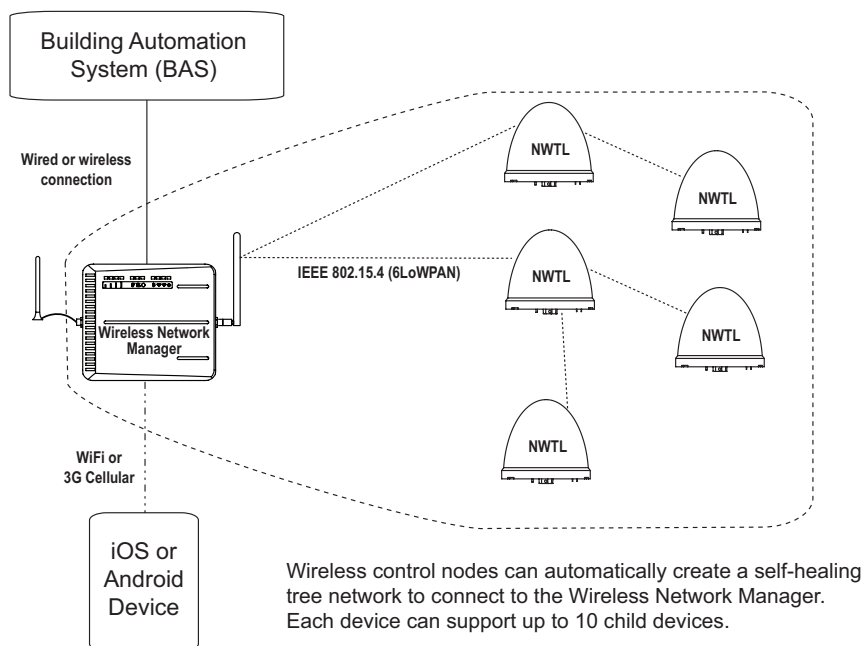 Building Automation
System (BAS)
Wired or wireless
connection
NWTL
NWTL
IEEE 802.15.4 (6LoWPAN)
NWTL
NWTL
Wireless Network
Manager
NWTL
WiFi or
3G Cellular
iOS or
Android
Device
Wireless control nodes can automatically create a self-healing
tree network to connect to the Wireless Network Manager.
Each device can support up to 10 child devices.